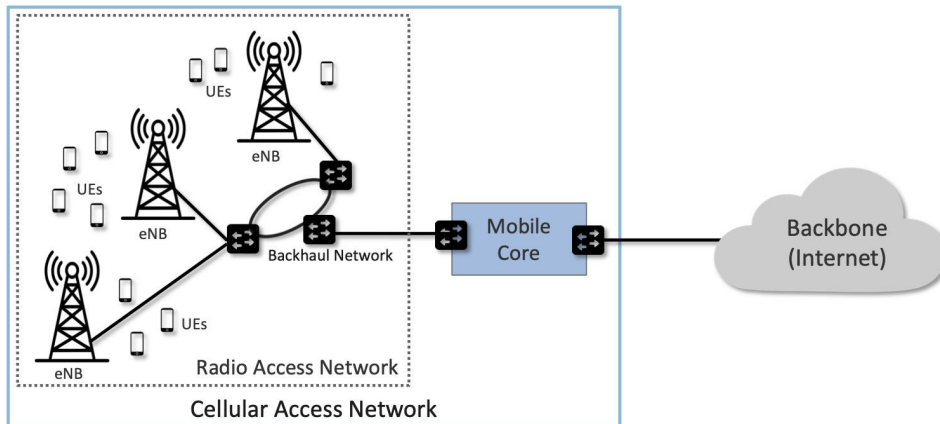 UEs
eNB
UEs
eNB
Backhaul Network
Mobile
Core
Backbone
(Internet)
UEs
eNB
Radio Access Network
Cellular Access Network